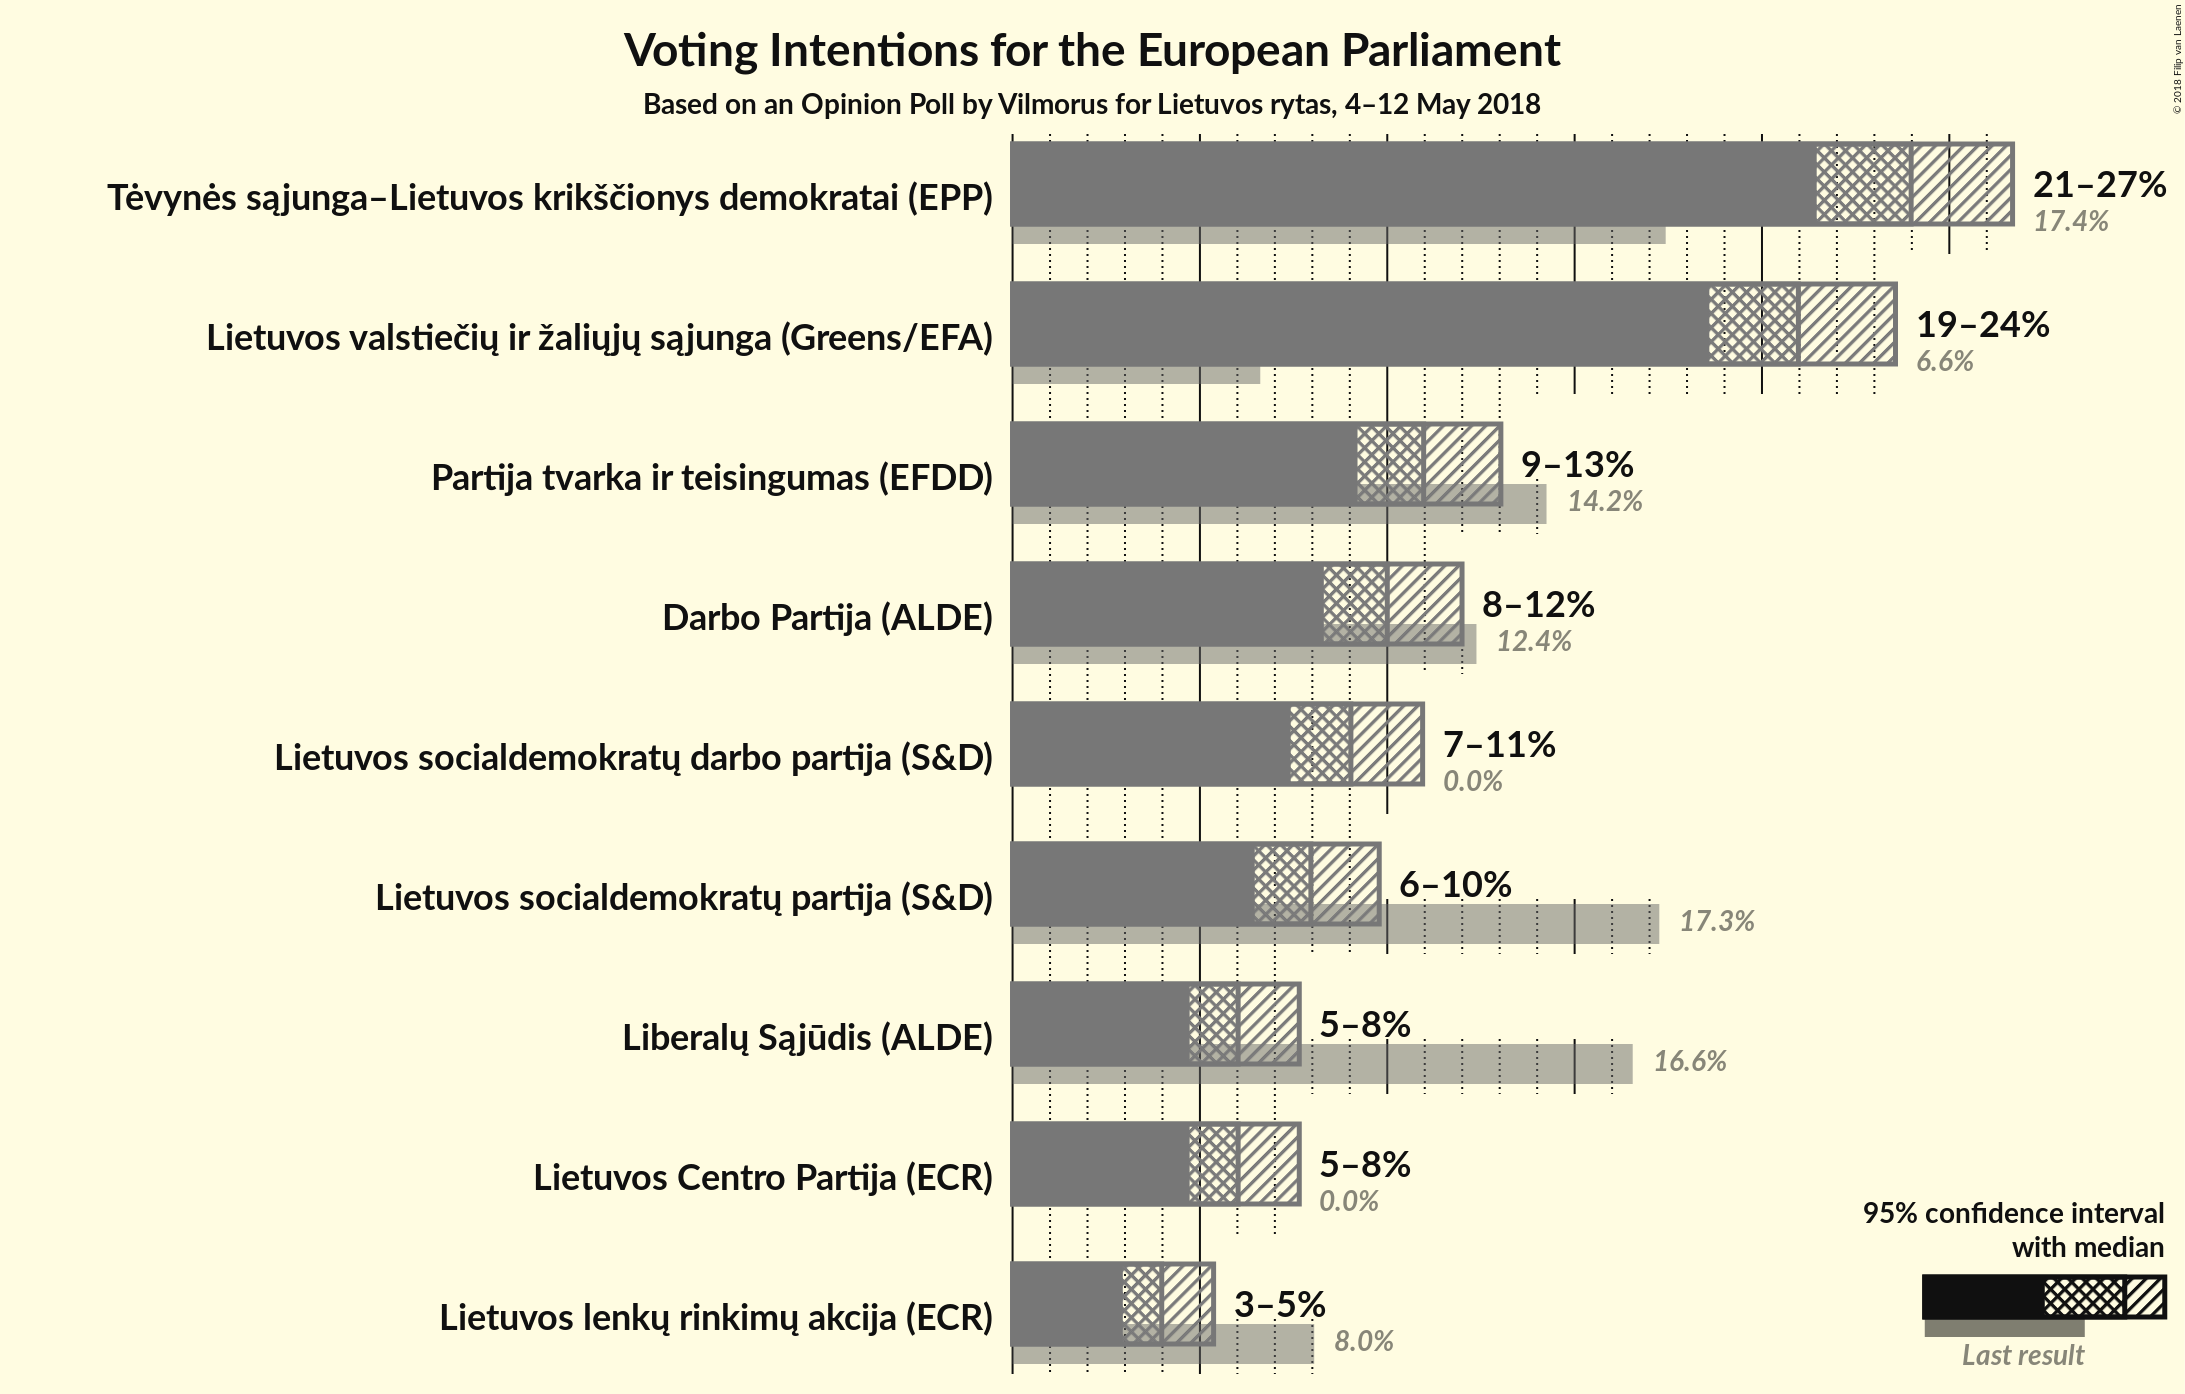 Voting Intentions for the European Parliament
Based on an Opinion Poll by Vilmorus for Lietuvos rytas, 4–12 May 2018
© 2018 Filip van Laenen
Tėvynės sąjunga–Lietuvos krikščionys demokratai (EPP)
21–27%
17.4%
Lietuvos valstiečių ir žaliųjų sąjunga (Greens/EFA)
19–24%
6.6%
Partija tvarka ir teisingumas (EFDD)
9–13%
14.2%
Darbo Partija (ALDE)
8–12%
12.4%
Lietuvos socialdemokratų darbo partija (S&D)
7–11%
0.0%
Lietuvos socialdemokratų partija (S&D)
6–10%
17.3%
Liberalų Sąjūdis (ALDE)
5–8%
16.6%
Lietuvos Centro Partija (ECR)
5–8%
0.0%
Lietuvos lenkų rinkimų akcija (ECR)
3–5%
8.0%
95% confidence interval
with median
Last result